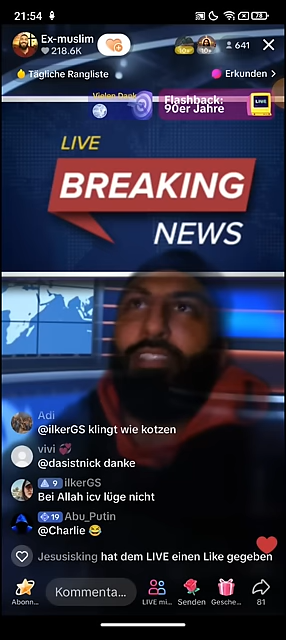 21:54
78
Ex-muslim
218.6K
641
Tägliche Rangliste
Erkunden >
Vielen Dank
Flashback:
90er Jahre
LIVE
LIVE
BREAKING
NEWS
Adi
@ilkerGS klingt wie kotzen
vivi
@dasistnick danke
9 ilkerGS
Bei Allah icv lüge nicht
19 Abu_Putin
@Charlie 😂
Jesusisking hat dem LIVE einen Like gegeben
Kommenta...
Abonn...
LIVE mi...
Senden
Gesche...
81